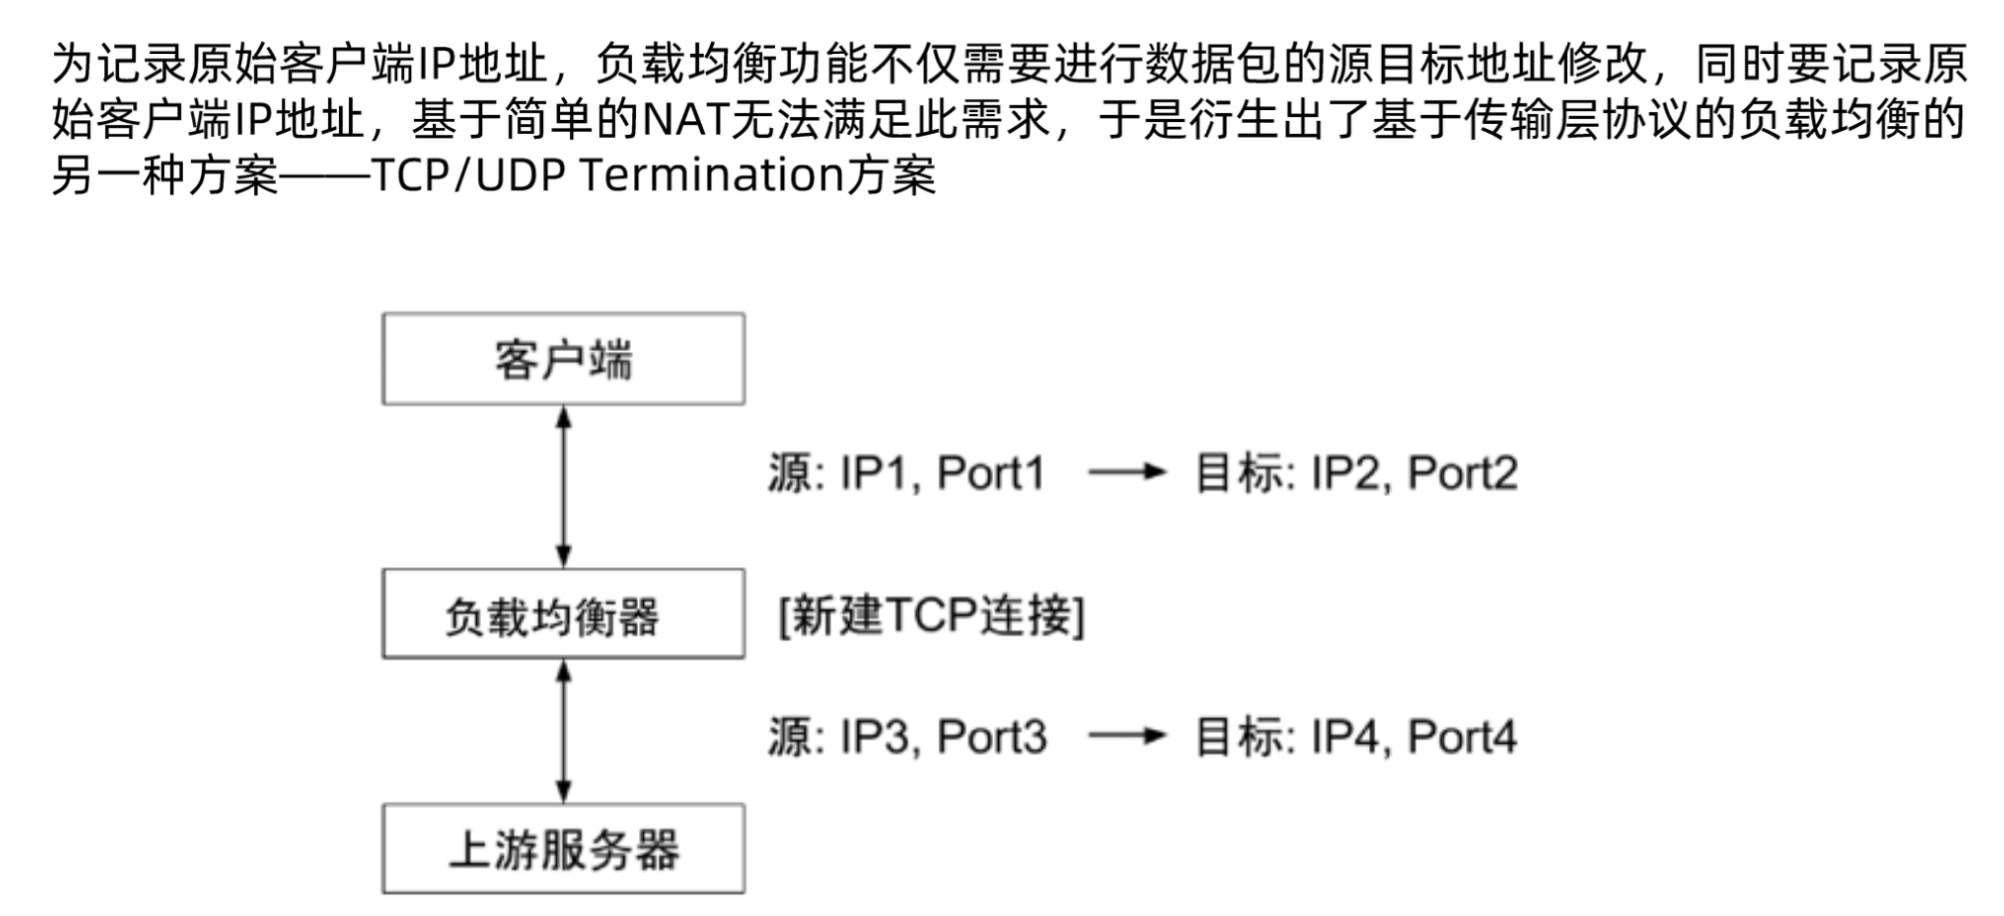 为记录原始客户端IP地址，负载均衡功能不仅需要进行数据包的源目标地址修改，同时要记录原
始客户端IP地址，基于简单的NAT无法满足此需求，于是衍生出了基于传输层协议的负载均衡的
另一种方案——TCP/UDP Termination方案
客户端
源: IP1, Port1 → 目标: IP2, Port2
负载均衡器 [新建TCP连接]
源: IP3, Port3 → 目标: IP4, Port4
上游服务器